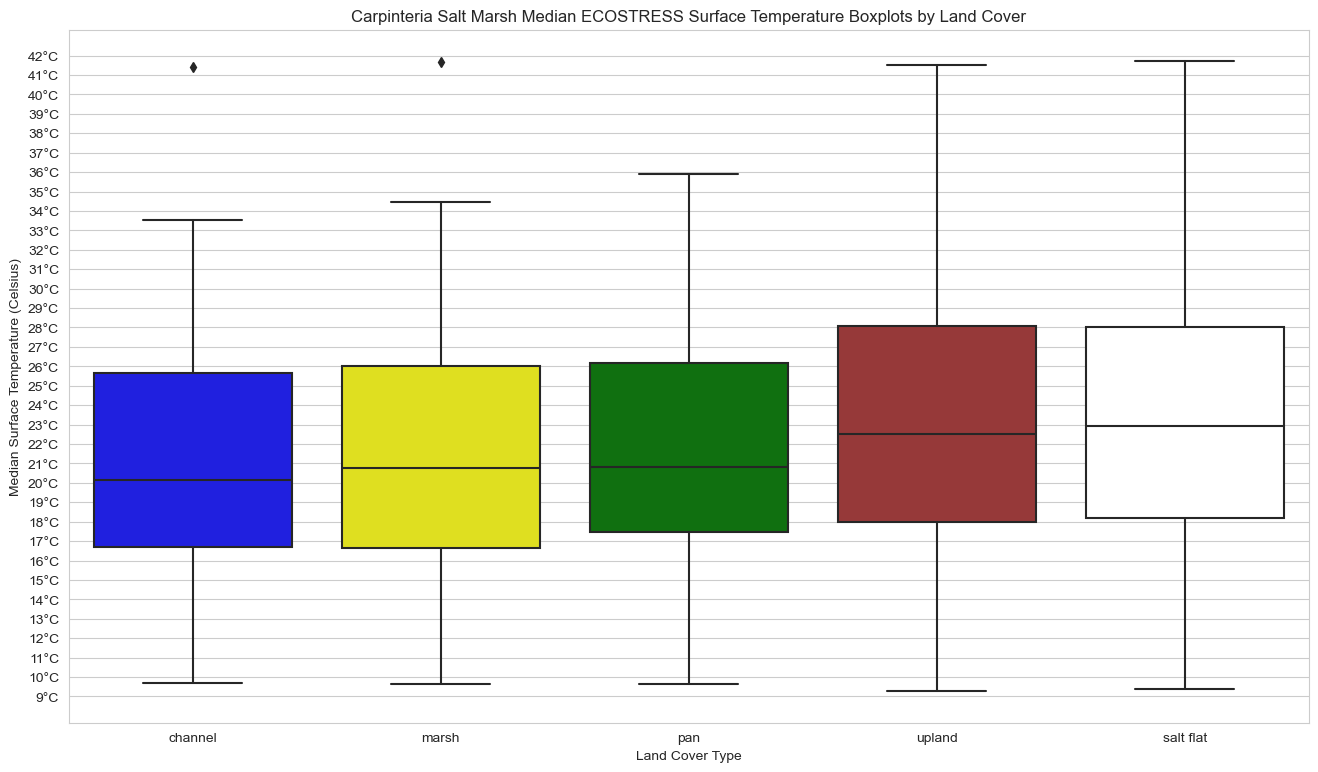 Carpinteria Salt Marsh Median ECOSTRESS Surface Temperature Boxplots by Land Cover
Median Surface Temperature (Celsius)
42°C
41°C
40°C
39°C
38°C
37°C
36°C
35°C
34°C
33°C
32°C
31°C
30°C
29°C
28°C
27°C
26°C
25°C
24°C
23°C
22°C
21°C
20°C
19°C
18°C
17°C
16°C
15°C
14°C
13°C
12°C
11°C
10°C
9°C
channel marsh pan upland salt flat
Land Cover Type